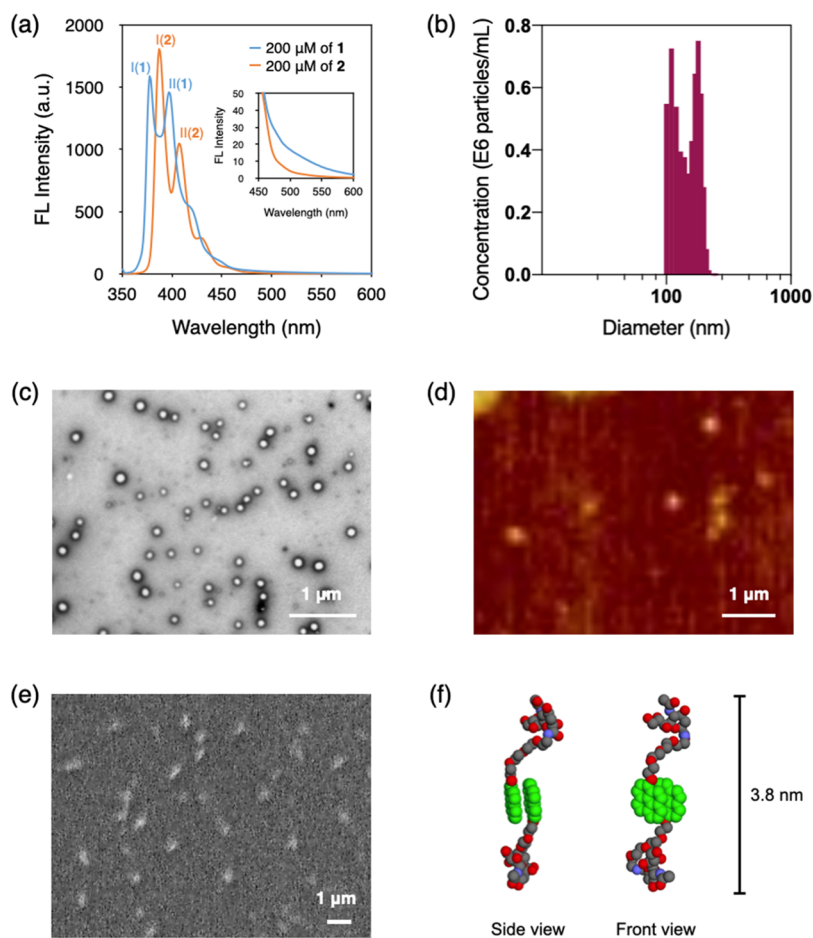 (a)
2000
1500
1000
500
0
350
400
450
500
550
600
FL Intensity (a.u.)
Wavelength (nm)
I(1)
I(2)
II(1)
II(2)
200 μM of 1
200 μM of 2
50
40
30
20
10
0
450
500
550
600
FL Intensity
Wavelength (nm)
(b)
0.8
0.6
0.4
0.2
0.0
100
1000
Concentration (E6 particles/mL)
Diameter (nm)
(c)
1 μm
(d)
1 μm
(e)
1 μm
(f)
3.8 nm
Side view
Front view